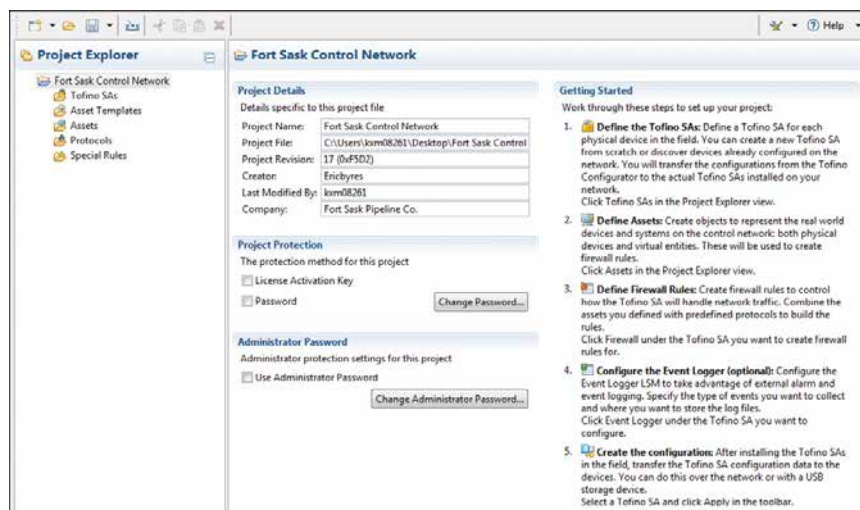 Help
Project Explorer
Fort Sask Control Network
Tofino SAs
Asset Templates
Assets
Protocols
Special Rules
Fort Sask Control Network
Project Details
Details specific to this project file
Project Name: Fort Sask Control Network
Project File: C:\Users\kxm08261\Desktop\Fort Sask Control
Project Revision: 17 (0xF5D2)
Creator: Ericbyres
Last Modified By: kxm08261
Company: Fort Sask Pipeline Co.
Project Protection
The protection method for this project
License Activation Key
Password
Change Password...
Administrator Password
Administrator protection settings for this project
Use Administrator Password
Change Administrator Password...
Getting Started
Work through these steps to set up your project:
1. Define the Tofino SAs: Define a Tofino SA for each
physical device in the field. You can create a new Tofino SA
from scratch or discover devices already configured on the
network. You will transfer the configurations from the Tofino
Configurator to the actual Tofino SAs installed on your
network.
Click Tofino SAs in the Project Explorer view.
2. Define Assets: Create objects to represent the real world
devices and systems on the control network: both physical
devices and virtual entities. These will be used to create
firewall rules.
Click Assets in the Project Explorer view.
3. Define Firewall Rules: Create firewall rules to control
how the Tofino SA will handle network traffic. Combine the
assets you defined with predefined protocols to build the
rules.
Click Firewall under the Tofino SA you want to create firewall
rules for.
4. Configure the Event Logger (optional): Configure the
Event Logger LSM to take advantage of external alarm and
event logging. Specify the type of events you want to collect
and where you want to store the log files.
Click Event Logger under the Tofino SA you want to
configure.
5. Create the configuration: After installing the Tofino SAs
in the field, transfer the Tofino SA configuration data to the
devices. You can do this over the network or with a USB
storage device.
Select a Tofino SA and click Apply in the toolbar.